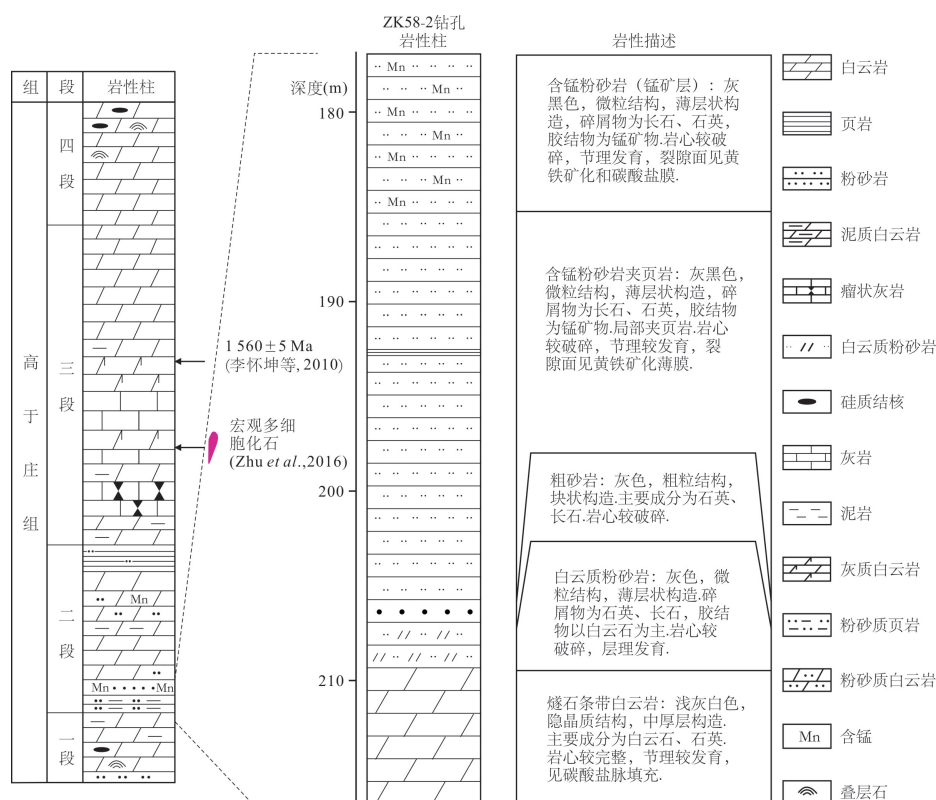 ZK58-2钻孔
岩性柱
岩性描述
组
段
岩性柱
深度(m)
高
于
庄
组
四
段
三
段
二
段
一
段
Mn
Mn
Mn
1 560±5 Ma
(李怀坤等, 2010)
宏观多细
胞化石
(Zhu et al.,2016)
180
190
200
210
Mn
Mn
Mn
Mn
Mn
Mn
Mn
含锰粉砂岩（锰矿层）：灰
黑色，微粒结构，薄层状构
造，碎屑物为长石、石英，
胶结物为锰矿物.岩心较破
碎，节理发育，裂隙面见黄
铁矿化和碳酸盐膜.
含锰粉砂岩夹页岩：灰黑色，
微粒结构，薄层状构造，碎
屑物为长石、石英，胶结物
为锰矿物.局部夹页岩.岩心
较破碎，节理较发育，裂
隙面见黄铁矿化薄膜.
粗砂岩：灰色，粗粒结构，
块状构造.主要成分为石英、
长石.岩心较破碎.
白云质粉砂岩：灰色，微
粒结构，薄层状构造.碎
屑物为石英、长石，胶结
物以白云石为主.岩心较
破碎，层理发育.
燧石条带白云岩：浅灰白色，
隐晶质结构，中厚层构造.
主要成分为白云石、石英.
岩心较完整，节理较发育，
见碳酸盐脉填充.
白云岩
页岩
粉砂岩
泥质白云岩
瘤状灰岩
白云质粉砂岩
硅质结核
灰岩
泥岩
灰质白云岩
粉砂质页岩
粉砂质白云岩
Mn 含锰
叠层石